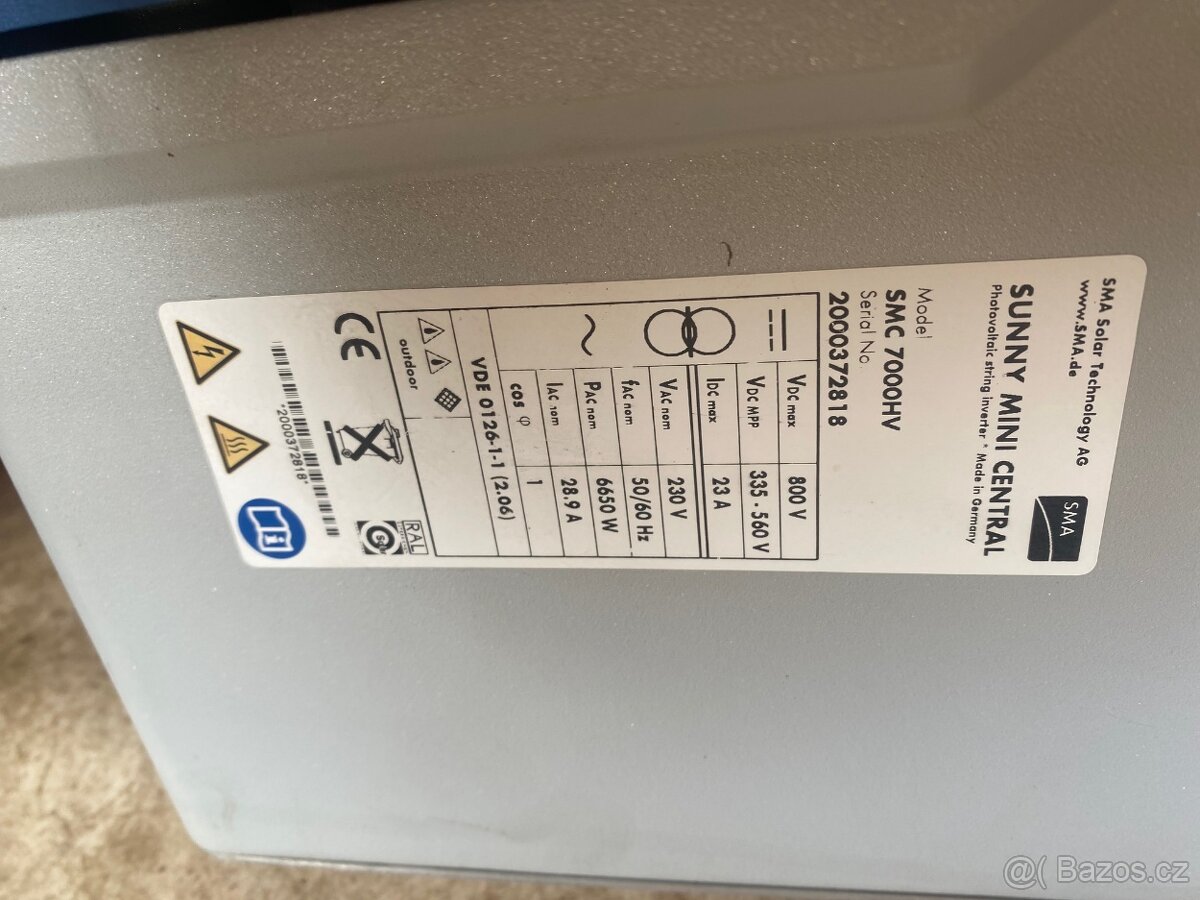 SMA Solar Technology AG
www.SMA.de
SMA
SUNNY MINI CENTRAL
Photovoltaic string inverter * Made in Germany
Model
SMC 7000HV
Serial No.
2000372818
VDC max 800 V
VDC MPP 335 - 560 V
IDC max 23 A
VAC nom 230 V
fAC nom 50/60 Hz
PAC nom 6650 W
IAC nom 28.9 A
cos φ 1
VDE 0126-1-1 (2.06)
outdoor
RAL
CE
*2000372818*
@( Bazos.cz